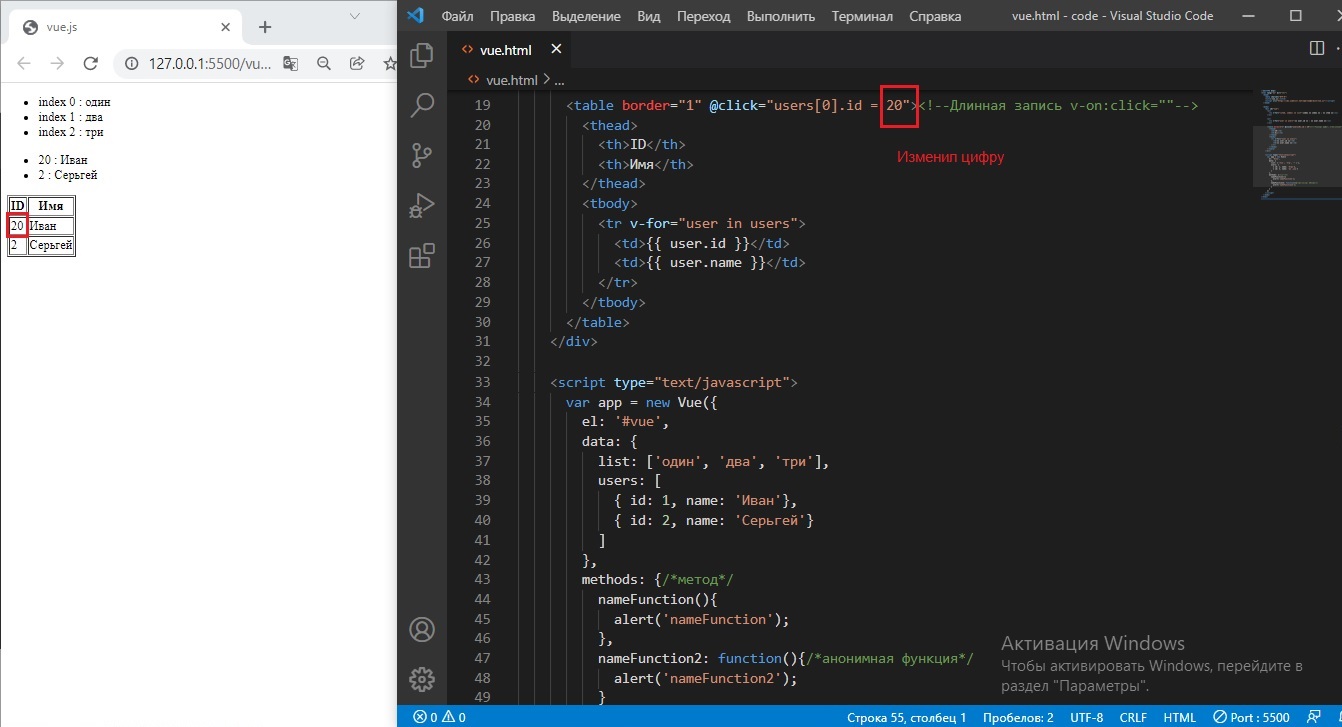 vue.js
127.0.0.1:5500/vu...
index 0 : один
index 1 : два
index 2 : три
20 : Иван
2 : Серьгей
ID Имя
20 Иван
2 Серьгей
Файл Правка Выделение Вид Переход Выполнить Терминал Справка vue.html - code - Visual Studio Code
vue.html
vue.html > ...
19 <table border="1" @click="users[0].id = 20"><!--Длинная запись v-on:click=""-->
20 <thead>
21 <th>ID</th>
Изменил цифру
22 <th>Имя</th>
23 </thead>
24 <tbody>
25 <tr v-for="user in users">
26 <td>{{ user.id }}</td>
27 <td>{{ user.name }}</td>
28 </tr>
29 </tbody>
30 </table>
31 </div>
32
33 <script type="text/javascript">
34 var app = new Vue({
35 el: '#vue',
36 data: {
37 list: ['один', 'два', 'три'],
38 users: [
39 { id: 1, name: 'Иван'},
40 { id: 2, name: 'Серьгей'}
41 ]
42 },
43 methods: {/*метод*/
44 nameFunction(){
45 alert('nameFunction');
46 },
47 nameFunction2: function(){/*анонимная функция*/
48 alert('nameFunction2');
49 }
Активация Windows
Чтобы активировать Windows, перейдите в
раздел "Параметры".
0 0 Строка 55, столбец 1 Пробелов: 2 UTF-8 CRLF HTML Port : 5500